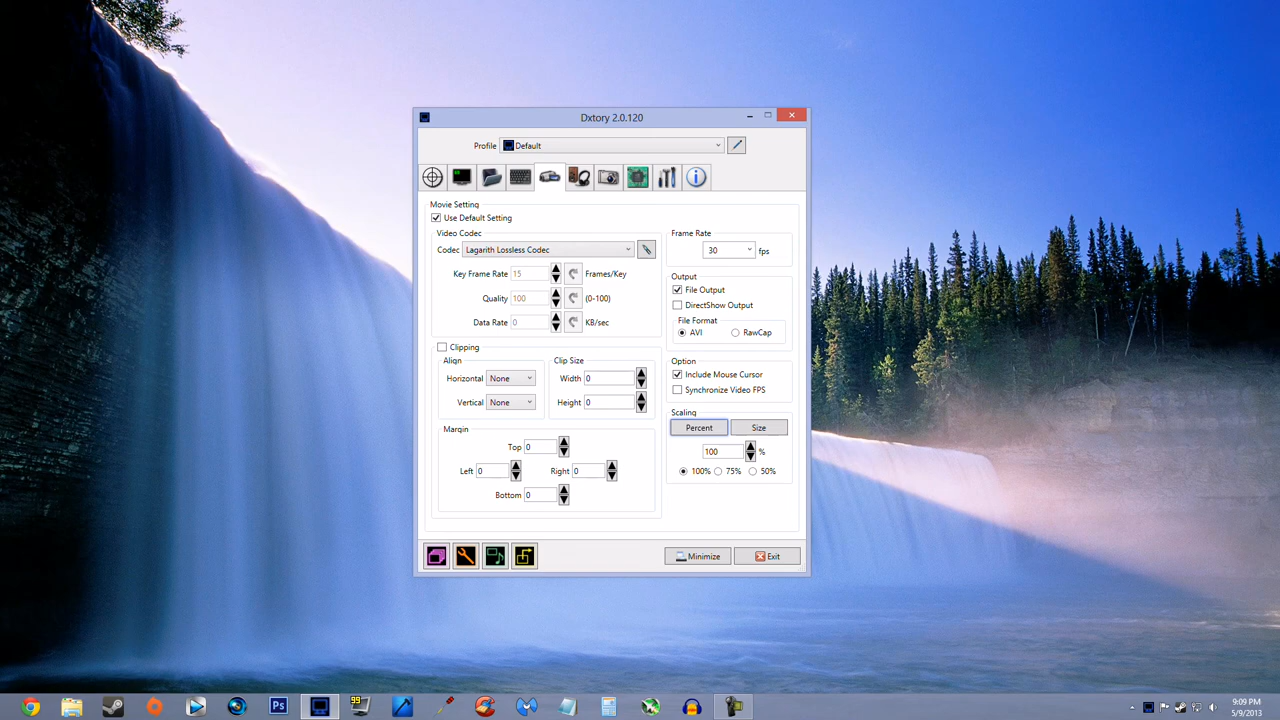 Dxtory 2.0.120
Profile Default
Movie Setting
Use Default Setting
Video Codec
Codec Lagarith Lossless Codec
Key Frame Rate 15 Frames/Key
Quality 100 (0-100)
Data Rate 0 KB/sec
Clipping
Align
Horizontal None
Vertical None
Clip Size
Width 0
Height 0
Margin
Top 0
Left 0 Right 0
Bottom 0
Frame Rate
30 fps
Output
File Output
DirectShow Output
File Format
AVI RawCap
Option
Include Mouse Cursor
Synchronize Video FPS
Scaling
Percent Size
100 %
100% 75% 50%
Minimize Exit
Ps
99
9:09 PM
5/9/2013